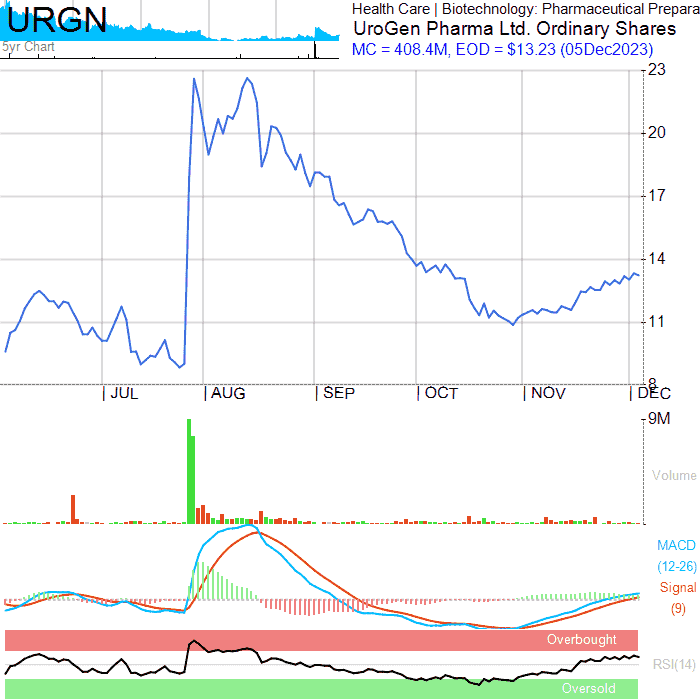 URGN
5yr Chart
Health Care | Biotechnology: Pharmaceutical Prepara
UroGen Pharma Ltd. Ordinary Shares
MC = 408.4M, EOD = $13.23 (05Dec2023)
23
20
17
14
11
8
| JUL | AUG | SEP | OCT | NOV | DEC
9M
Volume
MACD
(12-26)
Signal
(9)
Overbought
RSI(14)
Oversold